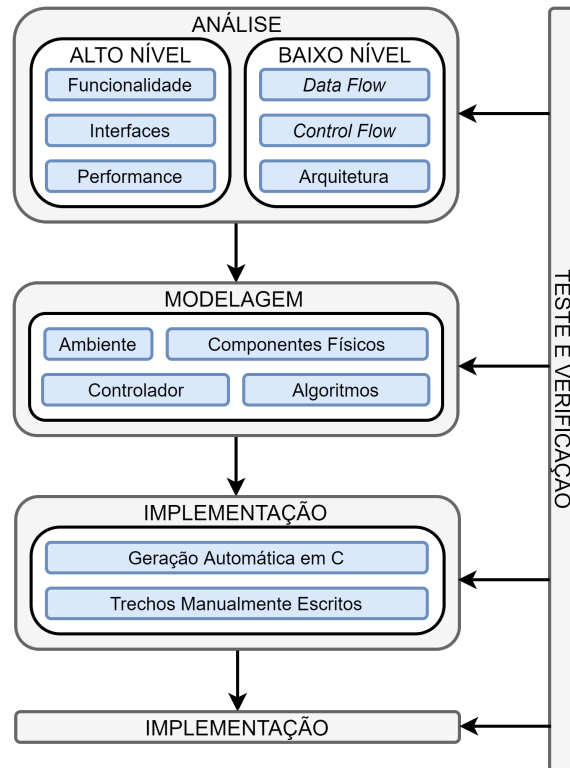 ANÁLISE
ALTO NÍVEL
Funcionalidade
Interfaces
Performance
BAIXO NÍVEL
Data Flow
Control Flow
Arquitetura
MODELAGEM
Ambiente
Componentes Físicos
Controlador
Algoritmos
IMPLEMENTAÇÃO
Geração Automática em C
Trechos Manualmente Escritos
IMPLEMENTAÇÃO
TESTE E VERIFICAÇÃO